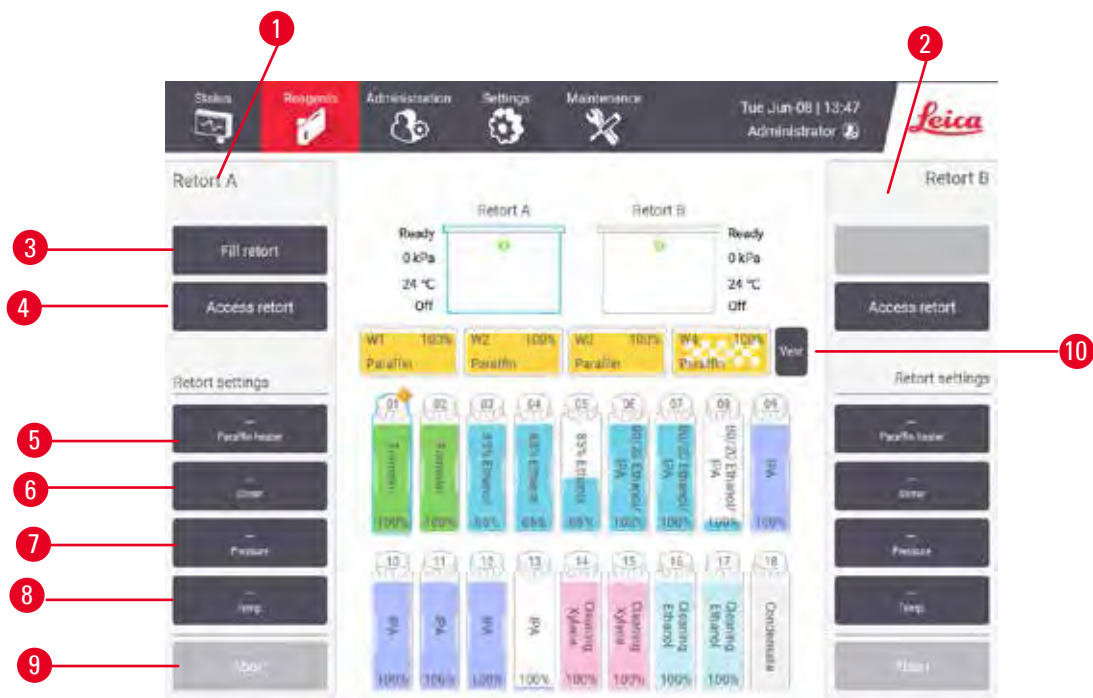 1
2
Status
Reagents
Administration
Settings
Maintenance
Tue Jun-08 | 13:47
Administrator
Leica
Retort A
Retort B
3
Fill retort
4
Access retort
Access retort
Retort A
Retort B
Ready
0 kPa
24 °C
Off
Ready
0 kPa
24 °C
Off
W1 100%
Paraffin
W2 100%
Paraffin
W3 100%
Paraffin
W4 100%
Paraffin
Vent
10
Retort settings
Retort settings
5
--
Paraffin heater
--
Paraffin heater
6
--
Stirrer
--
Stirrer
7
--
Pressure
--
Pressure
8
--
Temp.
--
Temp.
9
Abort
Abort
01
02
03
04
05
06
07
08
09
Formalin
Formalin
85% Ethanol
85% Ethanol
85% Ethanol
80/20 Ethanol/
IPA
80/20 Ethanol/
IPA
80/20 Ethanol/
IPA
IPA
100%
100%
85%
85%
85%
100%
100%
100%
100%
10
11
12
13
14
15
16
17
18
IPA
IPA
IPA
IPA
Cleaning
Xylene
Cleaning
Xylene
Cleaning
Ethanol
Cleaning
Ethanol
Condensate
100%
100%
100%
100%
100%
100%
100%
100%